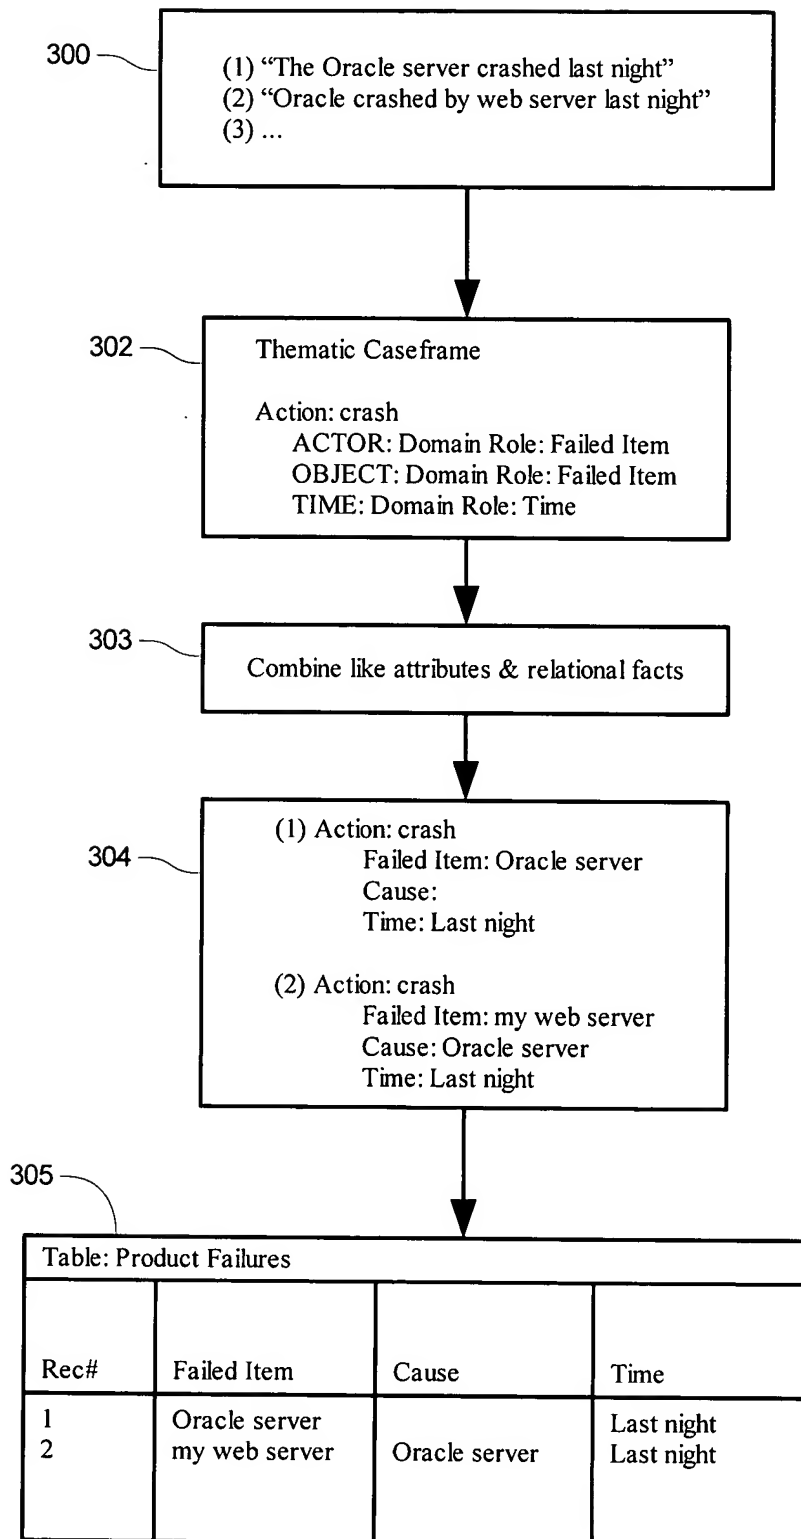 300
(1) “The Oracle server crashed last night”
(2) “Oracle crashed by web server last night”
(3) ...
302
Thematic Caseframe
Action: crash
ACTOR: Domain Role: Failed Item
OBJECT: Domain Role: Failed Item
TIME: Domain Role: Time
303
Combine like attributes & relational facts
304
(1) Action: crash
Failed Item: Oracle server
Cause:
Time: Last night
(2) Action: crash
Failed Item: my web server
Cause: Oracle server
Time: Last night
305
Table: Product Failures
Rec# Failed Item Cause Time
1 Oracle server Last night
2 my web server Oracle server Last night